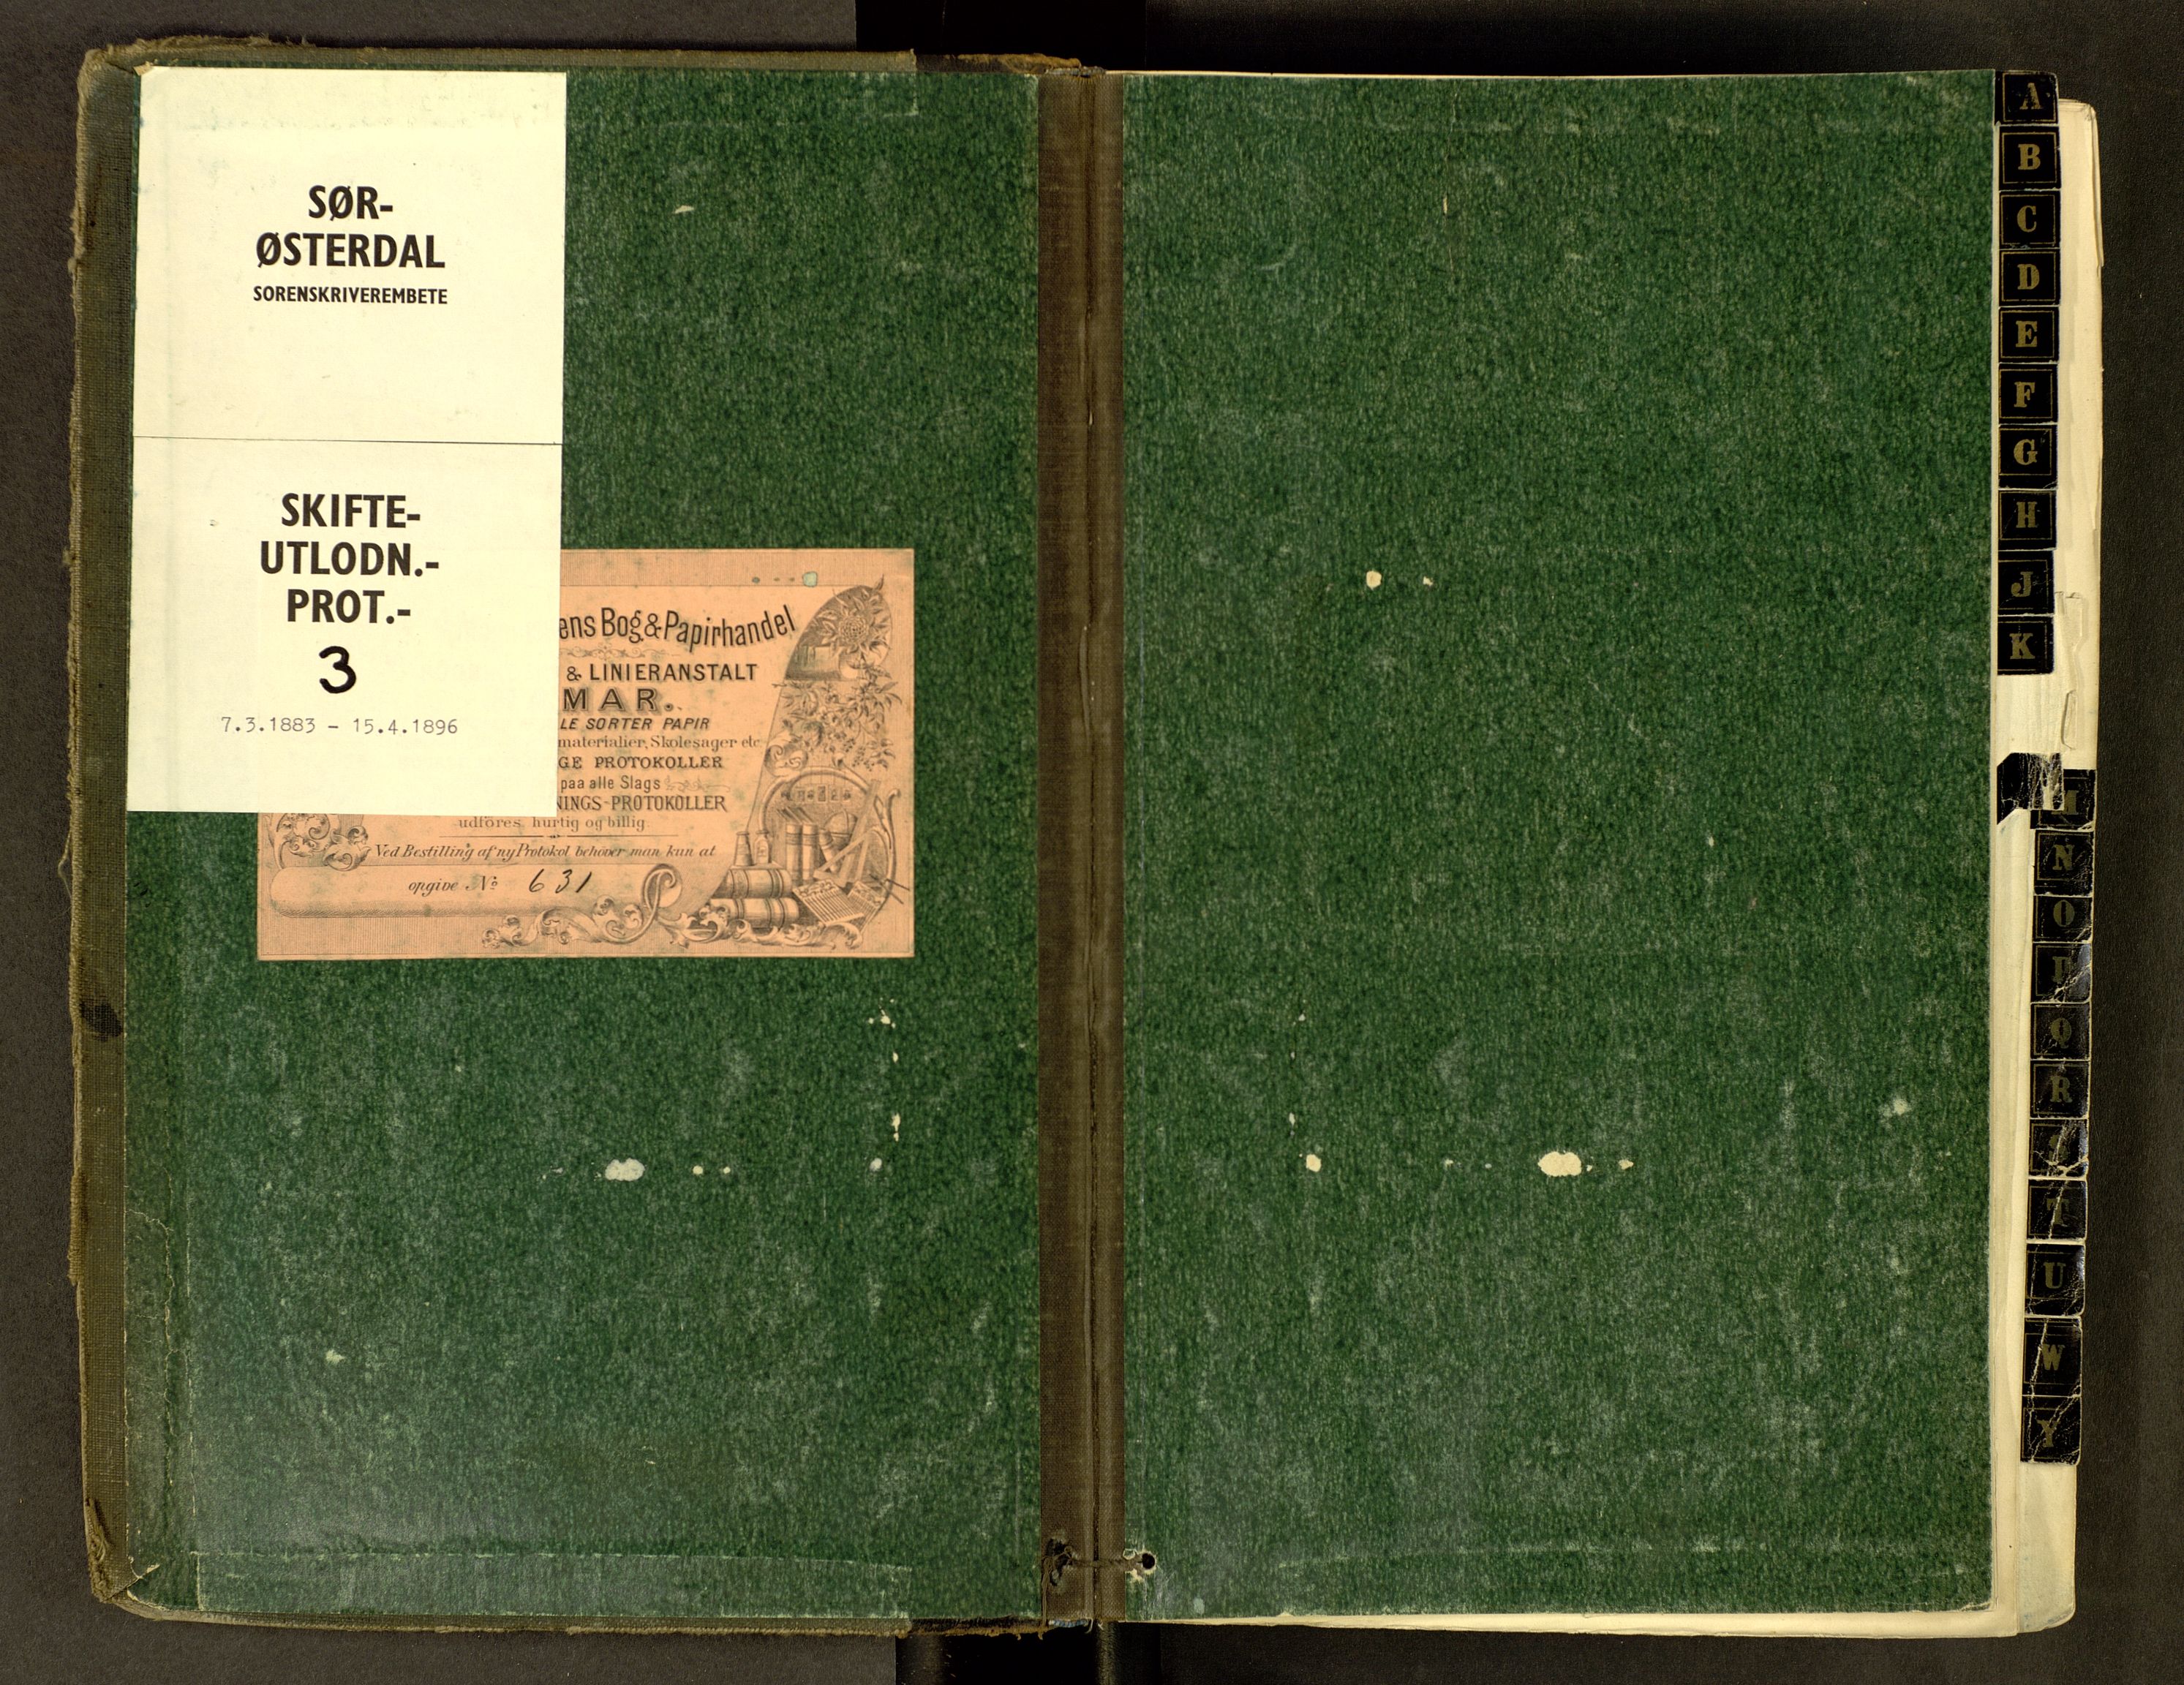 SØR-
ØSTERDAL
SORENSKRIVEREMBETE
SKIFTE-
UTLODN.-
PROT.-
3
7.3.1883 - 15.4.1896
ens Bog & Papirhandel
& LINIERANSTALT
MAR.
LE SORTER PAPIR
materialier, Skolesager etc.
GE PROTOKOLLER
paa alle Slags
NINGS-PROTOKOLLER
udføres hurtig og billig.
Ved Bestilling af ny Protokol behøver man kun at
opgive No 631
A
B
C
D
E
F
G
H
J
K
M
N
O
P
Q
R
S
T
U
W
Y